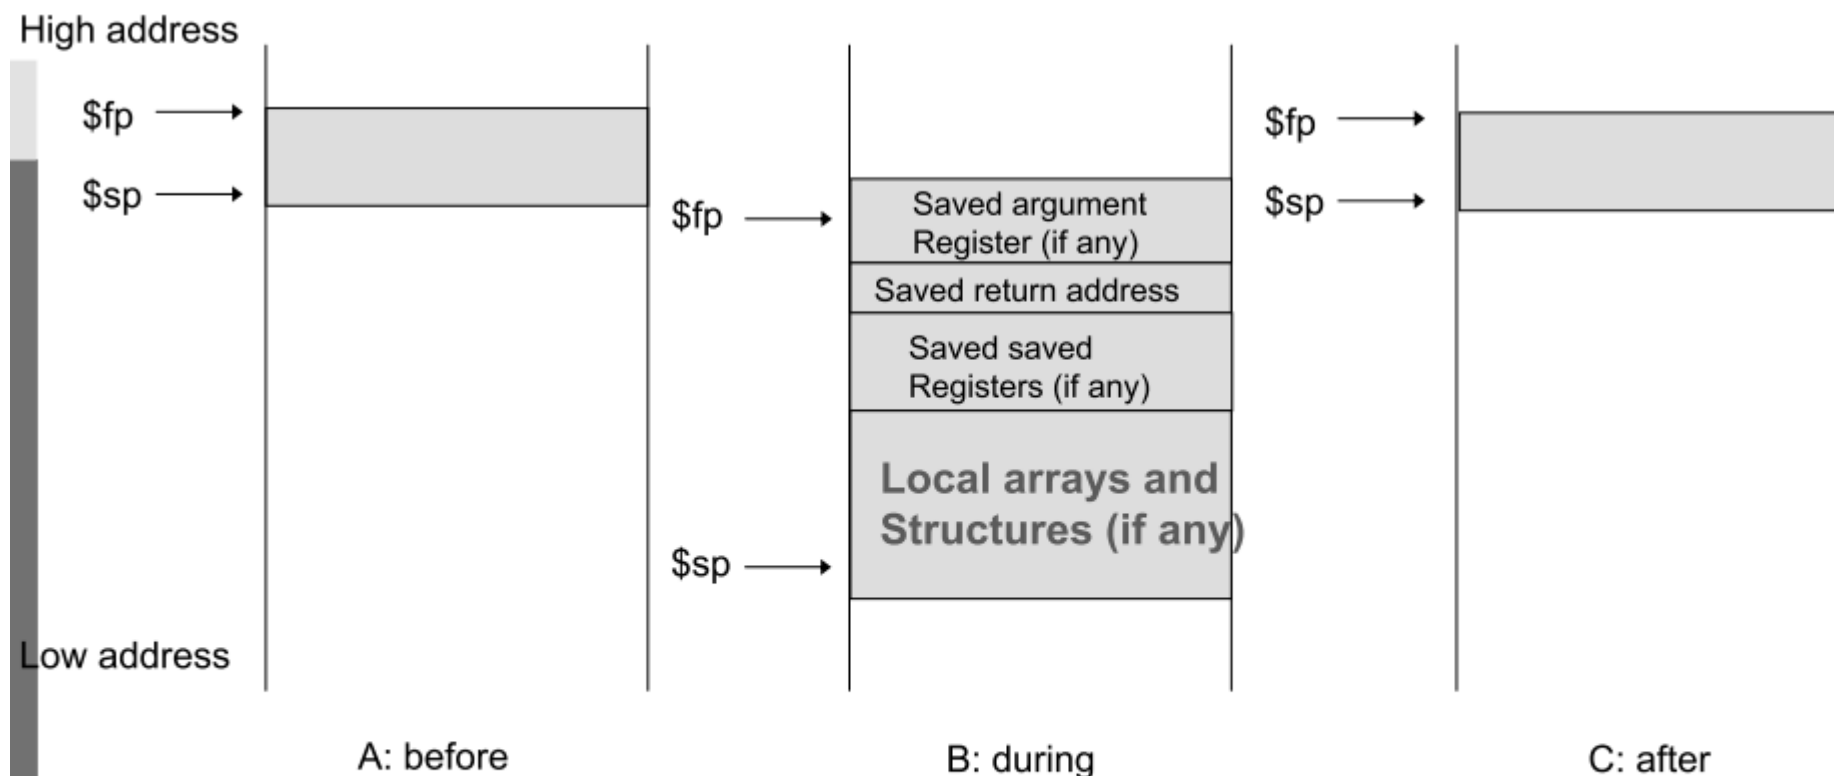 High address
$fp
$sp
Low address
A: before
$fp
$sp
Saved argument
Register (if any)
Saved return address
Saved saved
Registers (if any)
Local arrays and
Structures (if any)
B: during
$fp
$sp
C: after